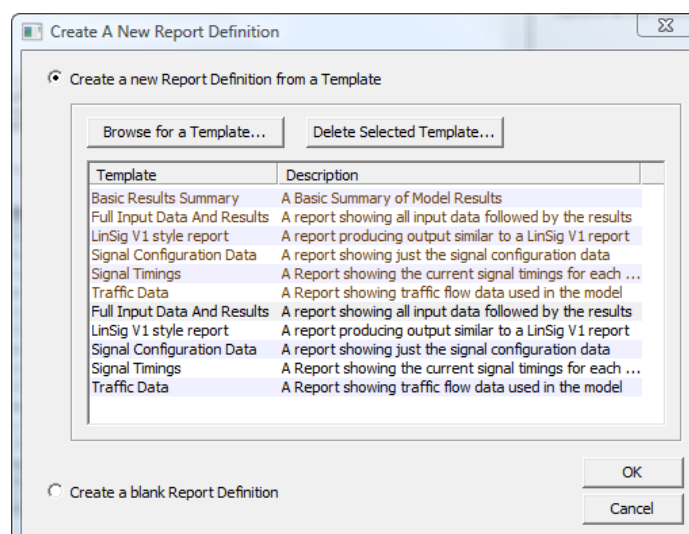 Create A New Report Definition
Create a new Report Definition from a Template
Browse for a Template... Delete Selected Template...
Template Description
Basic Results Summary A Basic Summary of Model Results
Full Input Data And Results A report showing all input data followed by the results
LinSig V1 style report A report producing output similar to a LinSig V1 report
Signal Configuration Data A report showing just the signal configuration data
Signal Timings A Report showing the current signal timings for each ...
Traffic Data A Report showing traffic flow data used in the model
Full Input Data And Results A report showing all input data followed by the results
LinSig V1 style report A report producing output similar to a LinSig V1 report
Signal Configuration Data A report showing just the signal configuration data
Signal Timings A Report showing the current signal timings for each ...
Traffic Data A Report showing traffic flow data used in the model
OK
Create a blank Report Definition
Cancel